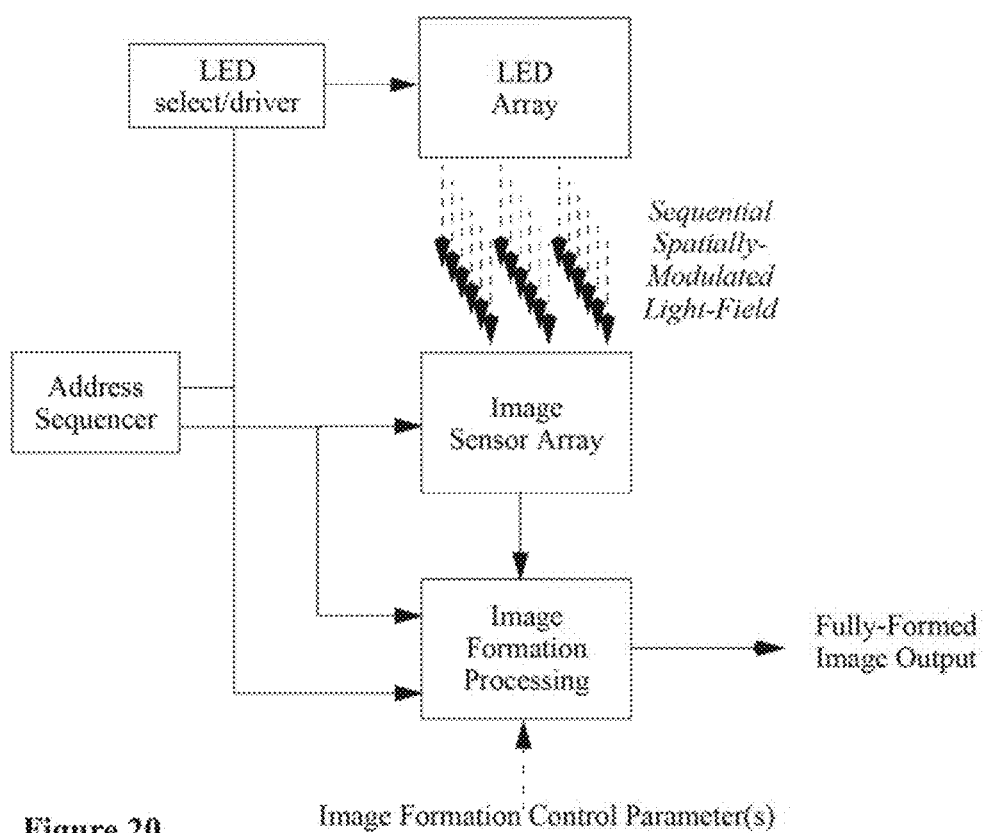 LED
select/driver
LED
Array
Sequential
Spatially-
Modulated
Light-Field
Address
Sequencer
Image
Sensor Array
Image
Formation
Processing
Fully-Formed
Image Output
Image Formation Control Parameter(s)
Figure 20